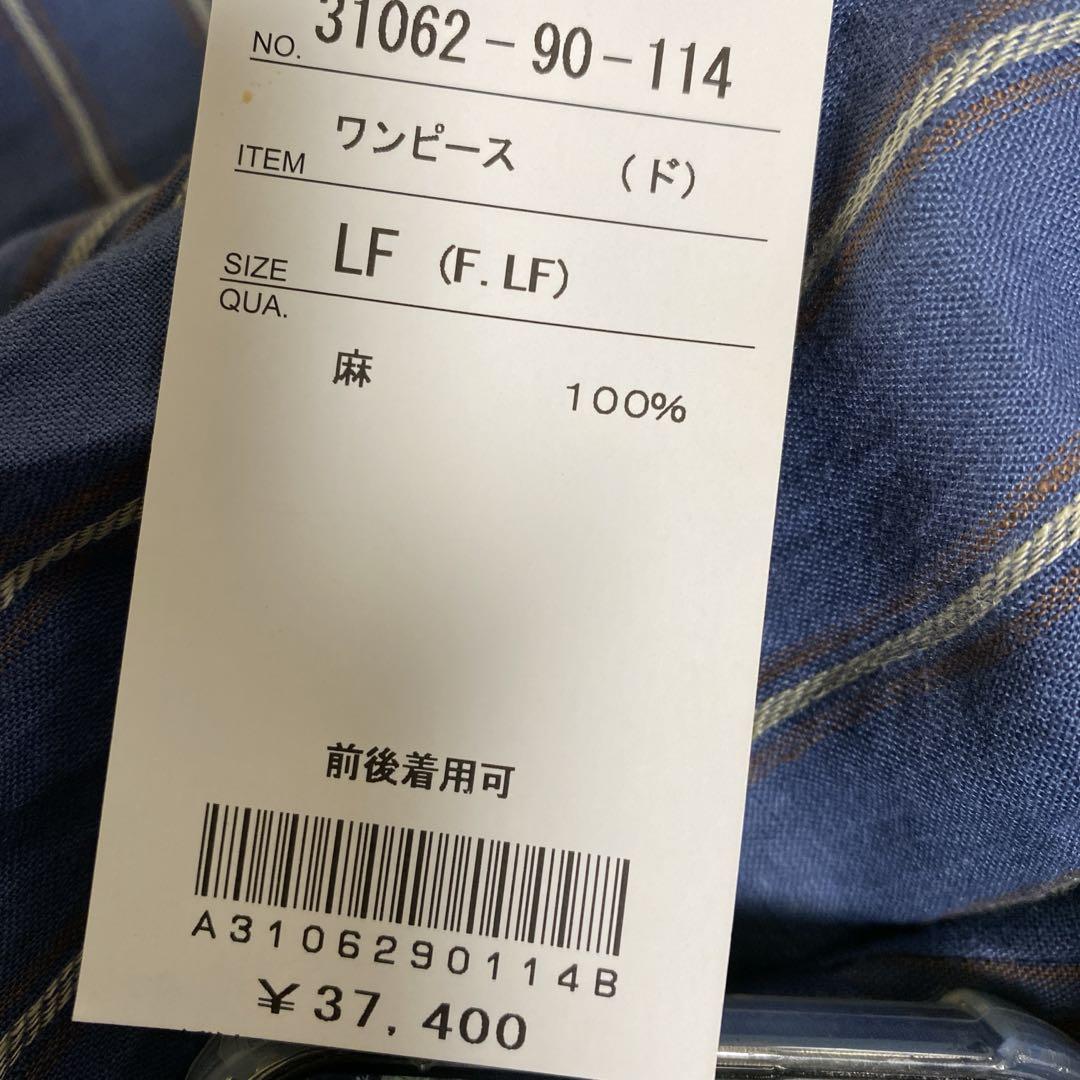 NO. 31062-90-114
ITEM ワンピース (ド)
SIZE LF (F. LF)
QUA.
麻 100%
前後着用可
A3106290114B
¥37,400